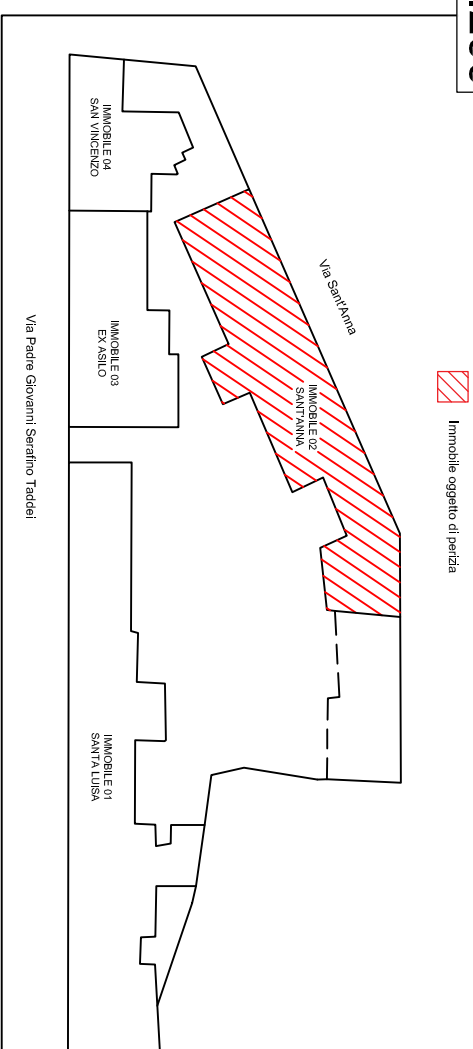 Immobile oggetto di perizia
Via Sant'Anna
IMMOBILE 02
SANT'ANNA
IMMOBILE 04
SAN VINCENZO
IMMOBILE 03
EX ASILO
IMMOBILE 01
SANTA LUISA
Via Padre Giovanni Serafino Taddei